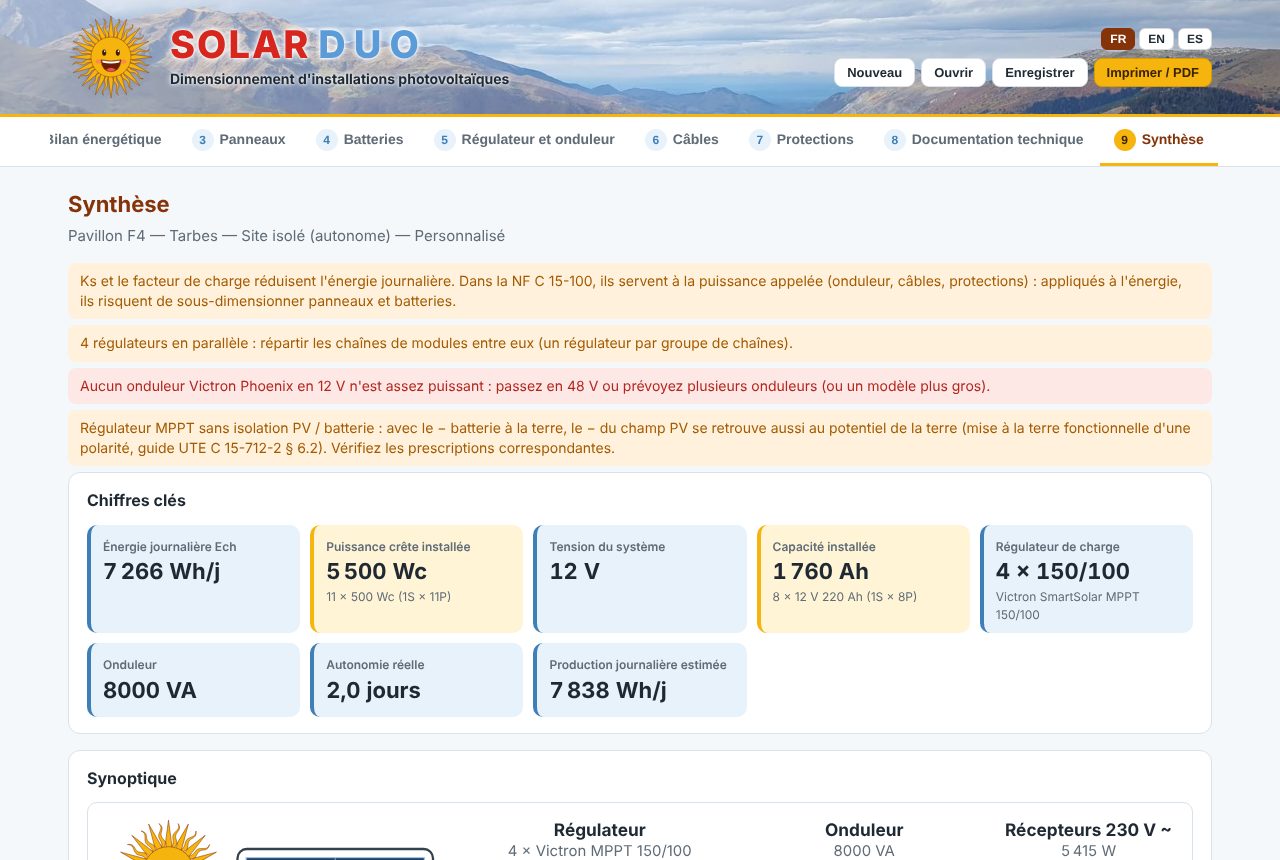 SOLAR DUO
Dimensionnement d'installations photovoltaïques
FR EN ES
Nouveau Ouvrir Enregistrer Imprimer / PDF
Bilan énergétique 3 Panneaux 4 Batteries 5 Régulateur et onduleur 6 Câbles 7 Protections 8 Documentation technique 9 Synthèse
Synthèse
Pavillon F4 — Tarbes — Site isolé (autonome) — Personnalisé
Ks et le facteur de charge réduisent l'énergie journalière. Dans la NF C 15-100, ils servent à la puissance appelée (onduleur, câbles, protections) : appliqués à l'énergie,
ils risquent de sous-dimensionner panneaux et batteries.
4 régulateurs en parallèle : répartir les chaînes de modules entre eux (un régulateur par groupe de chaînes).
Aucun onduleur Victron Phoenix en 12 V n'est assez puissant : passez en 48 V ou prévoyez plusieurs onduleurs (ou un modèle plus gros).
Régulateur MPPT sans isolation PV / batterie : avec le − batterie à la terre, le − du champ PV se retrouve aussi au potentiel de la terre (mise à la terre fonctionnelle d'une
polarité, guide UTE C 15-712-2 § 6.2). Vérifiez les prescriptions correspondantes.
Chiffres clés
Énergie journalière Ech
7 266 Wh/j
Puissance crête installée
5 500 Wc
11 × 500 Wc (1S × 11P)
Tension du système
12 V
Capacité installée
1 760 Ah
8 × 12 V 220 Ah (1S × 8P)
Régulateur de charge
4 × 150/100
Victron SmartSolar MPPT
150/100
Onduleur
8000 VA
Autonomie réelle
2,0 jours
Production journalière estimée
7 838 Wh/j
Synoptique
Régulateur
4 × Victron MPPT 150/100
Onduleur
8000 VA
Récepteurs 230 V ~
5 415 W